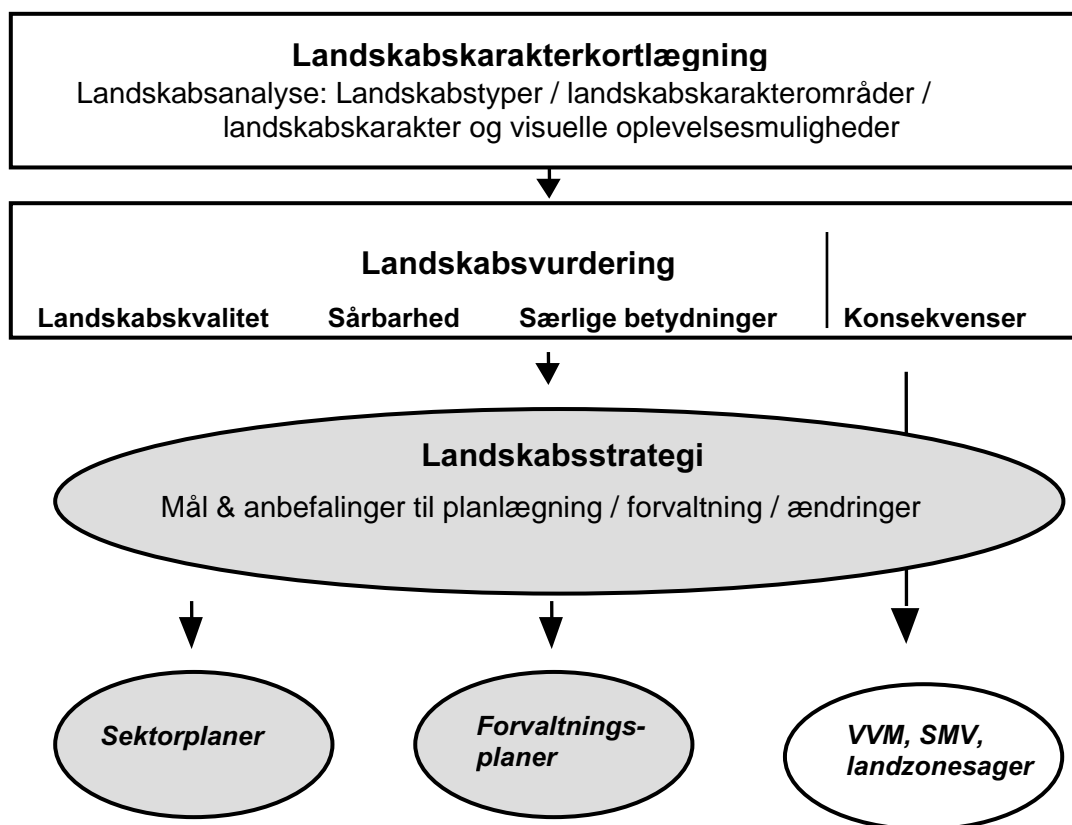 Landskabskarakterkortlægning
Landskabsanalyse: Landskabstyper / landskabskarakterområder /
landskabskarakter og visuelle oplevelsesmuligheder
Landskabsvurdering
Landskabskvalitet Sårbarhed Særlige betydninger Konsekvenser
Landskabsstrategi
Mål & anbefalinger til planlægning / forvaltning / ændringer
Sektorplaner
Forvaltnings-
planer
VVM, SMV,
landzonesager